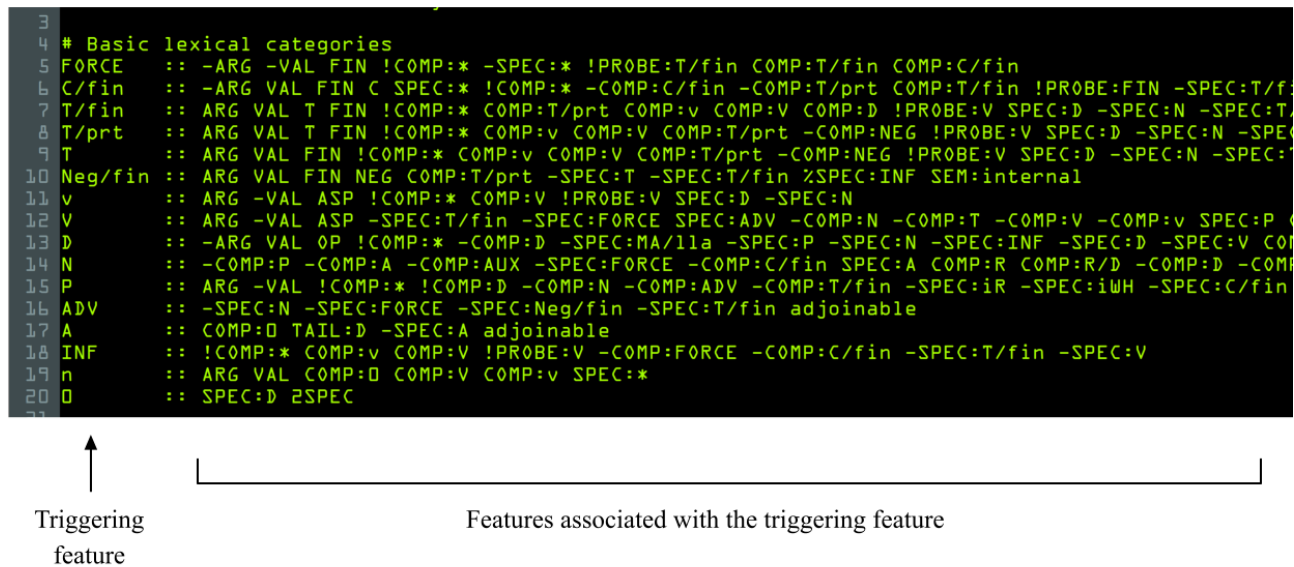 3
4 # Basic lexical categories
5 FORCE :: -ARG -VAL FIN !COMP:* -SPEC:* !PROBE:T/fin COMP:T/fin COMP:C/fin
6 C/fin :: -ARG VAL FIN C SPEC:* !COMP:* -COMP:C/fin -COMP:T/prt COMP:T/fin !PROBE:FIN -SPEC:T/fi
7 T/fin :: ARG VAL T FIN !COMP:* COMP:T/prt COMP:v COMP:V COMP:D !PROBE:V SPEC:D -SPEC:N -SPEC:T/
8 T/prt :: ARG VAL T FIN !COMP:* COMP:v COMP:V COMP:T/prt -COMP:NEG !PROBE:V SPEC:D -SPEC:N -SPEC
9 T :: ARG VAL FIN !COMP:* COMP:v COMP:V COMP:T/prt -COMP:NEG !PROBE:V SPEC:D -SPEC:N -SPEC:
10 Neg/fin :: ARG VAL FIN NEG COMP:T/prt -SPEC:T -SPEC:T/fin %SPEC:INF SEM:internal
11 v :: ARG -VAL ASP !COMP:* COMP:V !PROBE:V SPEC:D -SPEC:N
12 V :: ARG -VAL ASP -SPEC:T/fin -SPEC:FORCE SPEC:ADV -COMP:N -COMP:T -COMP:V -COMP:v SPEC:P
13 D :: -ARG VAL OP !COMP:* -COMP:D -SPEC:MA/lla -SPEC:P -SPEC:N -SPEC:INF -SPEC:D -SPEC:V COM
14 N :: -COMP:P -COMP:A -COMP:AUX -SPEC:FORCE -COMP:C/fin SPEC:A COMP:R COMP:R/D -COMP:D -COM
15 P :: ARG -VAL !COMP:* !COMP:D -COMP:N -COMP:ADV -COMP:T/fin -SPEC:iR -SPEC:iWH -SPEC:C/fin
16 ADV :: -SPEC:N -SPEC:FORCE -SPEC:Neg/fin -SPEC:T/fin adjoinable
17 A :: COMP:0 TAIL:D -SPEC:A adjoinable
18 INF :: !COMP:* COMP:v COMP:V !PROBE:V -COMP:FORCE -COMP:C/fin -SPEC:T/fin -SPEC:V
19 n :: ARG VAL COMP:0 COMP:V COMP:v SPEC:*
20 0 :: SPEC:D 2SPEC
Triggering
feature
Features associated with the triggering feature